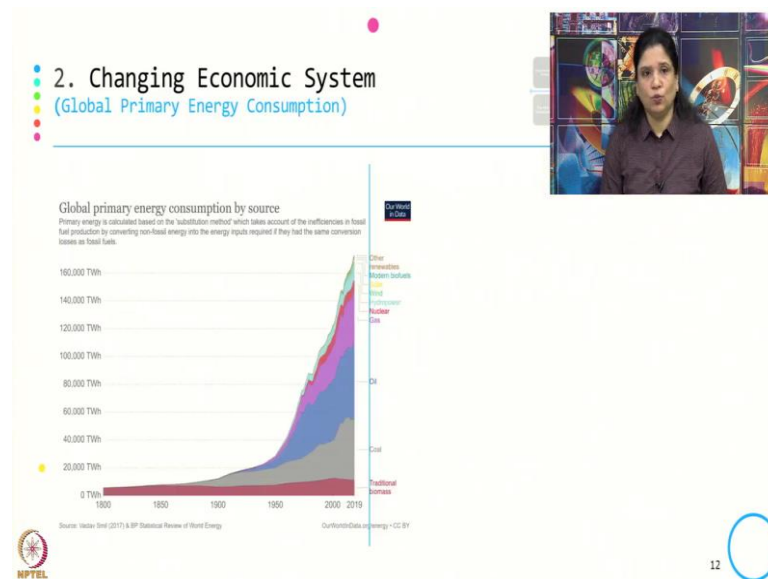 2. Changing Economic System
(Global Primary Energy Consumption)
Global primary energy consumption by source
Primary energy is calculated based on the 'substitution method' which takes account of the inefficiencies in fossil
fuel production by converting non-fossil energy into the energy inputs required if they had the same conversion
losses as fossil fuels.
Our World
in Data
160,000 TWh
140,000 TWh
120,000 TWh
100,000 TWh
80,000 TWh
60,000 TWh
40,000 TWh
20,000 TWh
0 TWh
Other
renewables
Modern biofuels
Wind
Hydropower
Nuclear
Gas
Oil
Coal
Traditional
biomass
1800 1850 1900 1950 2000 2019
Source: Vaclav Smil (2017) & BP Statistical Review of World Energy
OurWorldInData.org/energy • CC BY
NPTEL
12